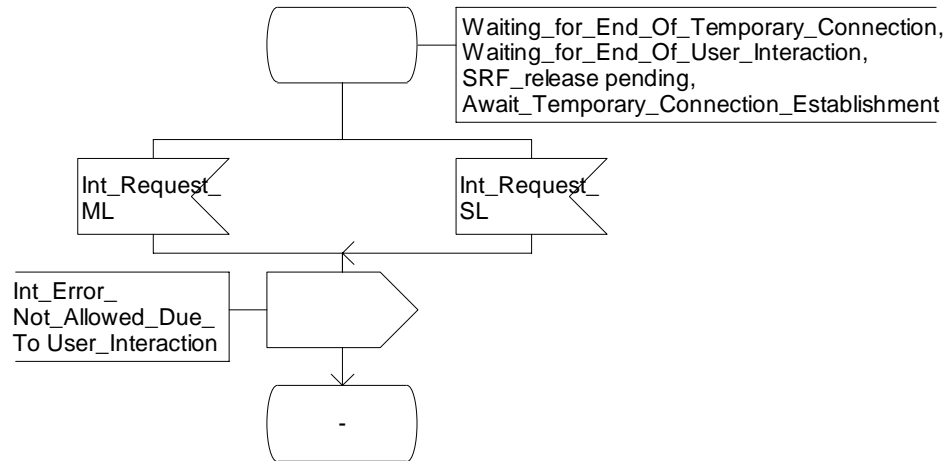 Waiting_for_End_Of_Temporary_Connection,
Waiting_for_End_Of_User_Interaction,
SRF_release pending,
Await_Temporary_Connection_Establishment
Int_Request_
ML
Int_Request_
SL
Int_Error_
Not_Allowed_Due_
To User_Interaction
-